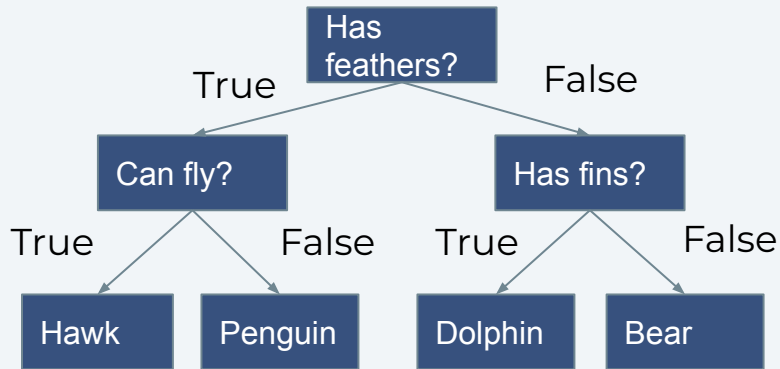 Has
feathers?
True
False
Can fly?
Has fins?
True
False
True
False
Hawk
Penguin
Dolphin
Bear